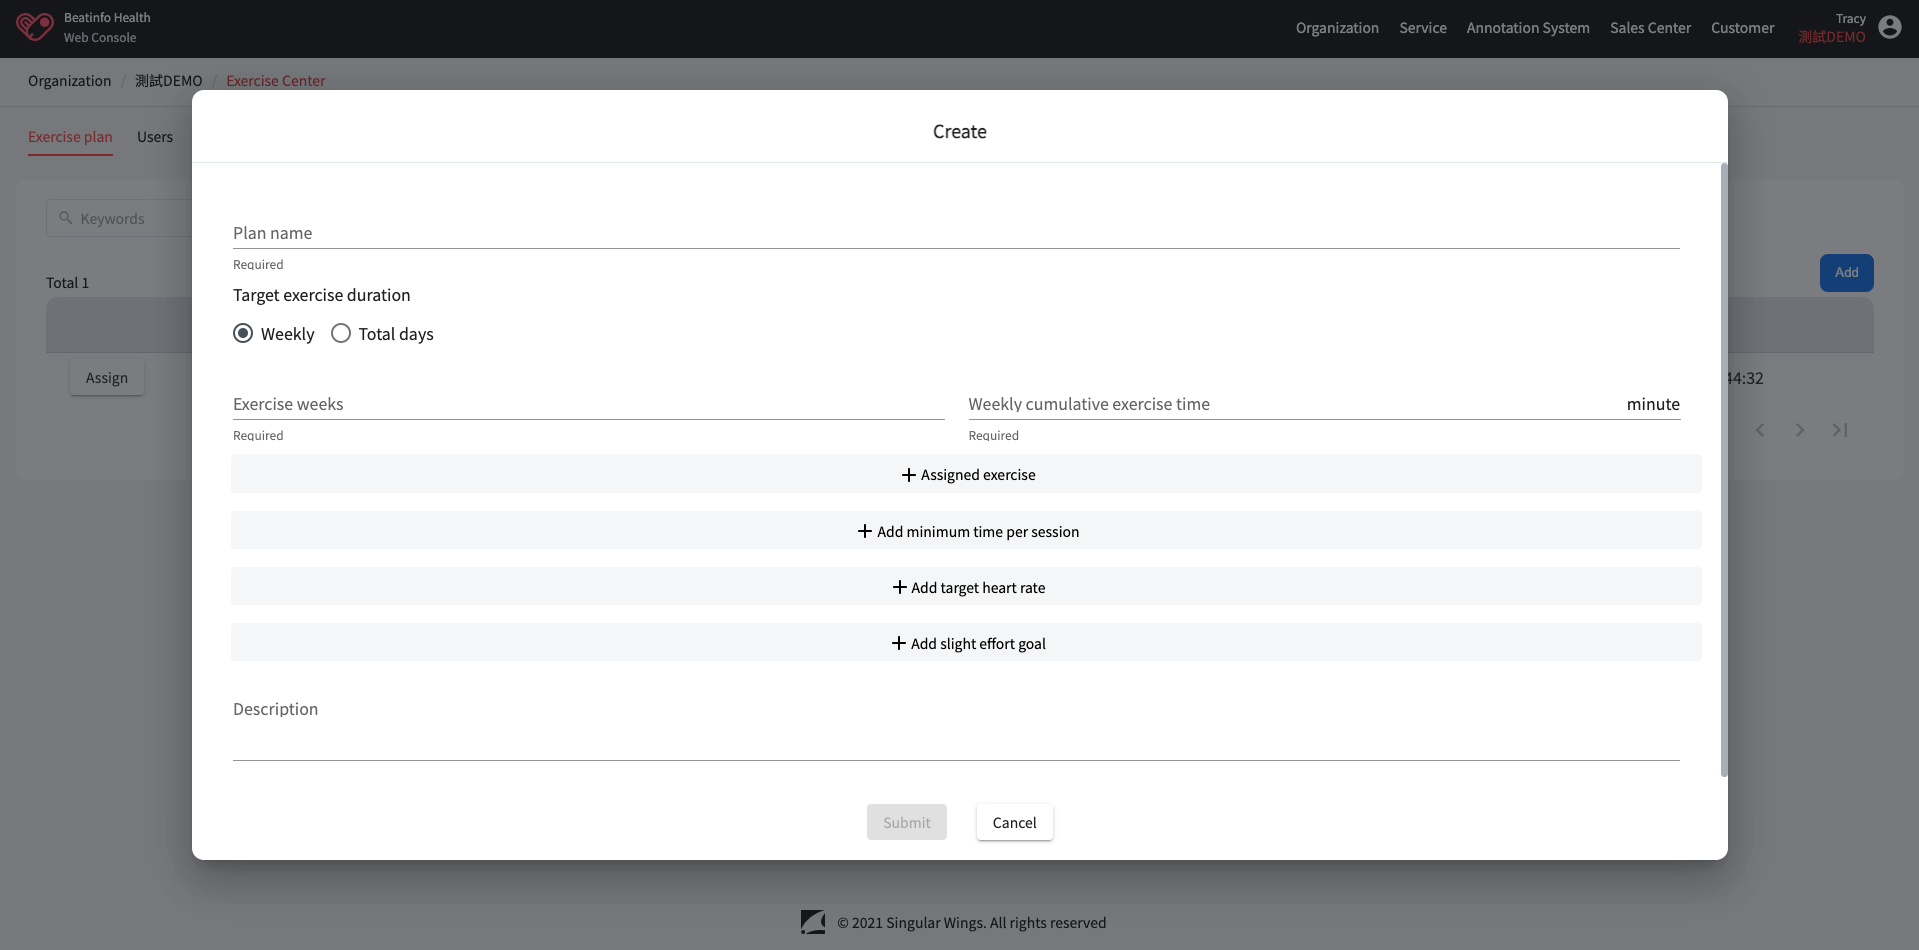 Beatinfo Health
Web Console
Organization Service Annotation System Sales Center Customer
Tracy
測試DEMO
Organization / 測試DEMO / Exercise Center
Exercise plan Users
Create
Keywords
Plan name
Required
Total 1
Add
Target exercise duration
Weekly Total days
Assign
44:32
Exercise weeks
Required
Weekly cumulative exercise time minute
Required
+ Assigned exercise
+ Add minimum time per session
+ Add target heart rate
+ Add slight effort goal
Description
Submit Cancel
© 2021 Singular Wings. All rights reserved